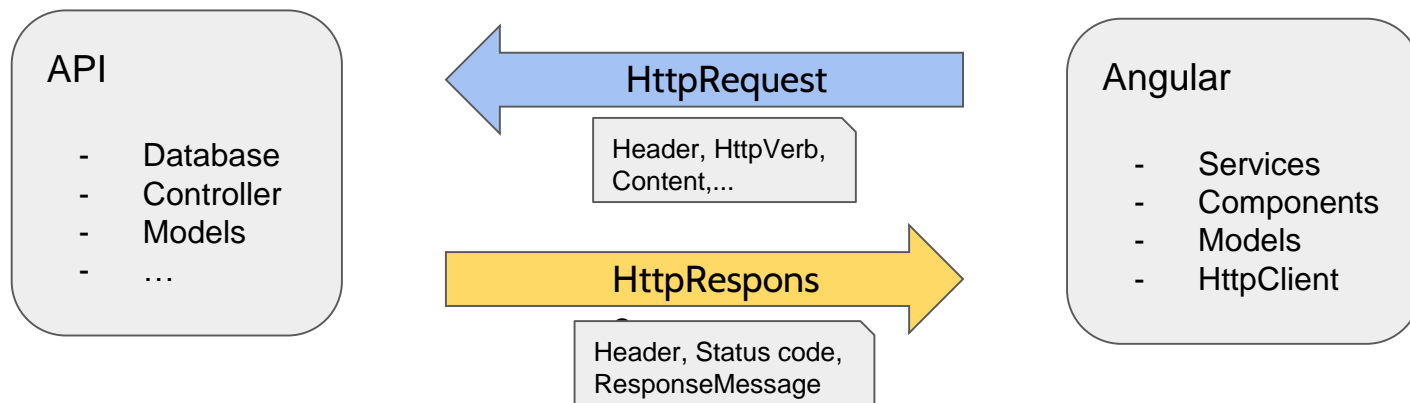 API
- Database
- Controller
- Models
- …
HttpRequest
Header, HttpVerb,
Content,...
HttpRespons
Header, Status code,
ResponseMessage
Angular
- Services
- Components
- Models
- HttpClient